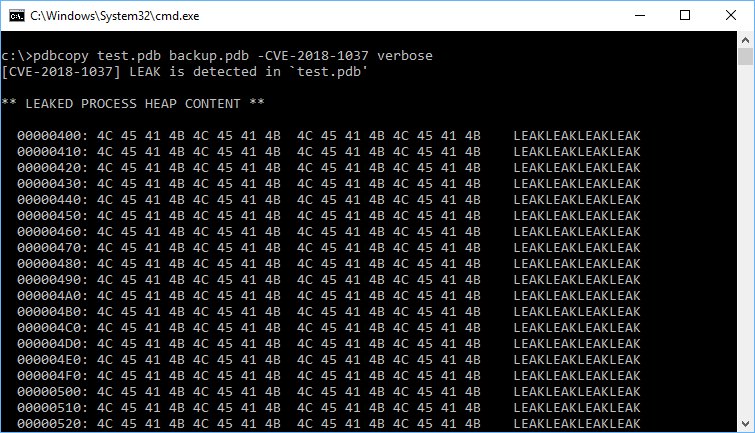 C:\Windows\System32\cmd.exe
c:\>pdbcopy test.pdb backup.pdb -CVE-2018-1037 verbose
[CVE-2018-1037] LEAK is detected in `test.pdb'
** LEAKED PROCESS HEAP CONTENT **
00000400: 4C 45 41 4B 4C 45 41 4B  4C 45 41 4B 4C 45 41 4B    LEAKLEAKLEAKLEAK
00000410: 4C 45 41 4B 4C 45 41 4B  4C 45 41 4B 4C 45 41 4B    LEAKLEAKLEAKLEAK
00000420: 4C 45 41 4B 4C 45 41 4B  4C 45 41 4B 4C 45 41 4B    LEAKLEAKLEAKLEAK
00000430: 4C 45 41 4B 4C 45 41 4B  4C 45 41 4B 4C 45 41 4B    LEAKLEAKLEAKLEAK
00000440: 4C 45 41 4B 4C 45 41 4B  4C 45 41 4B 4C 45 41 4B    LEAKLEAKLEAKLEAK
00000450: 4C 45 41 4B 4C 45 41 4B  4C 45 41 4B 4C 45 41 4B    LEAKLEAKLEAKLEAK
00000460: 4C 45 41 4B 4C 45 41 4B  4C 45 41 4B 4C 45 41 4B    LEAKLEAKLEAKLEAK
00000470: 4C 45 41 4B 4C 45 41 4B  4C 45 41 4B 4C 45 41 4B    LEAKLEAKLEAKLEAK
00000480: 4C 45 41 4B 4C 45 41 4B  4C 45 41 4B 4C 45 41 4B    LEAKLEAKLEAKLEAK
00000490: 4C 45 41 4B 4C 45 41 4B  4C 45 41 4B 4C 45 41 4B    LEAKLEAKLEAKLEAK
000004A0: 4C 45 41 4B 4C 45 41 4B  4C 45 41 4B 4C 45 41 4B    LEAKLEAKLEAKLEAK
000004B0: 4C 45 41 4B 4C 45 41 4B  4C 45 41 4B 4C 45 41 4B    LEAKLEAKLEAKLEAK
000004C0: 4C 45 41 4B 4C 45 41 4B  4C 45 41 4B 4C 45 41 4B    LEAKLEAKLEAKLEAK
000004D0: 4C 45 41 4B 4C 45 41 4B  4C 45 41 4B 4C 45 41 4B    LEAKLEAKLEAKLEAK
000004E0: 4C 45 41 4B 4C 45 41 4B  4C 45 41 4B 4C 45 41 4B    LEAKLEAKLEAKLEAK
000004F0: 4C 45 41 4B 4C 45 41 4B  4C 45 41 4B 4C 45 41 4B    LEAKLEAKLEAKLEAK
00000500: 4C 45 41 4B 4C 45 41 4B  4C 45 41 4B 4C 45 41 4B    LEAKLEAKLEAKLEAK
00000510: 4C 45 41 4B 4C 45 41 4B  4C 45 41 4B 4C 45 41 4B    LEAKLEAKLEAKLEAK
00000520: 4C 45 41 4B 4C 45 41 4B  4C 45 41 4B 4C 45 41 4B    LEAKLEAKLEAKLEAK